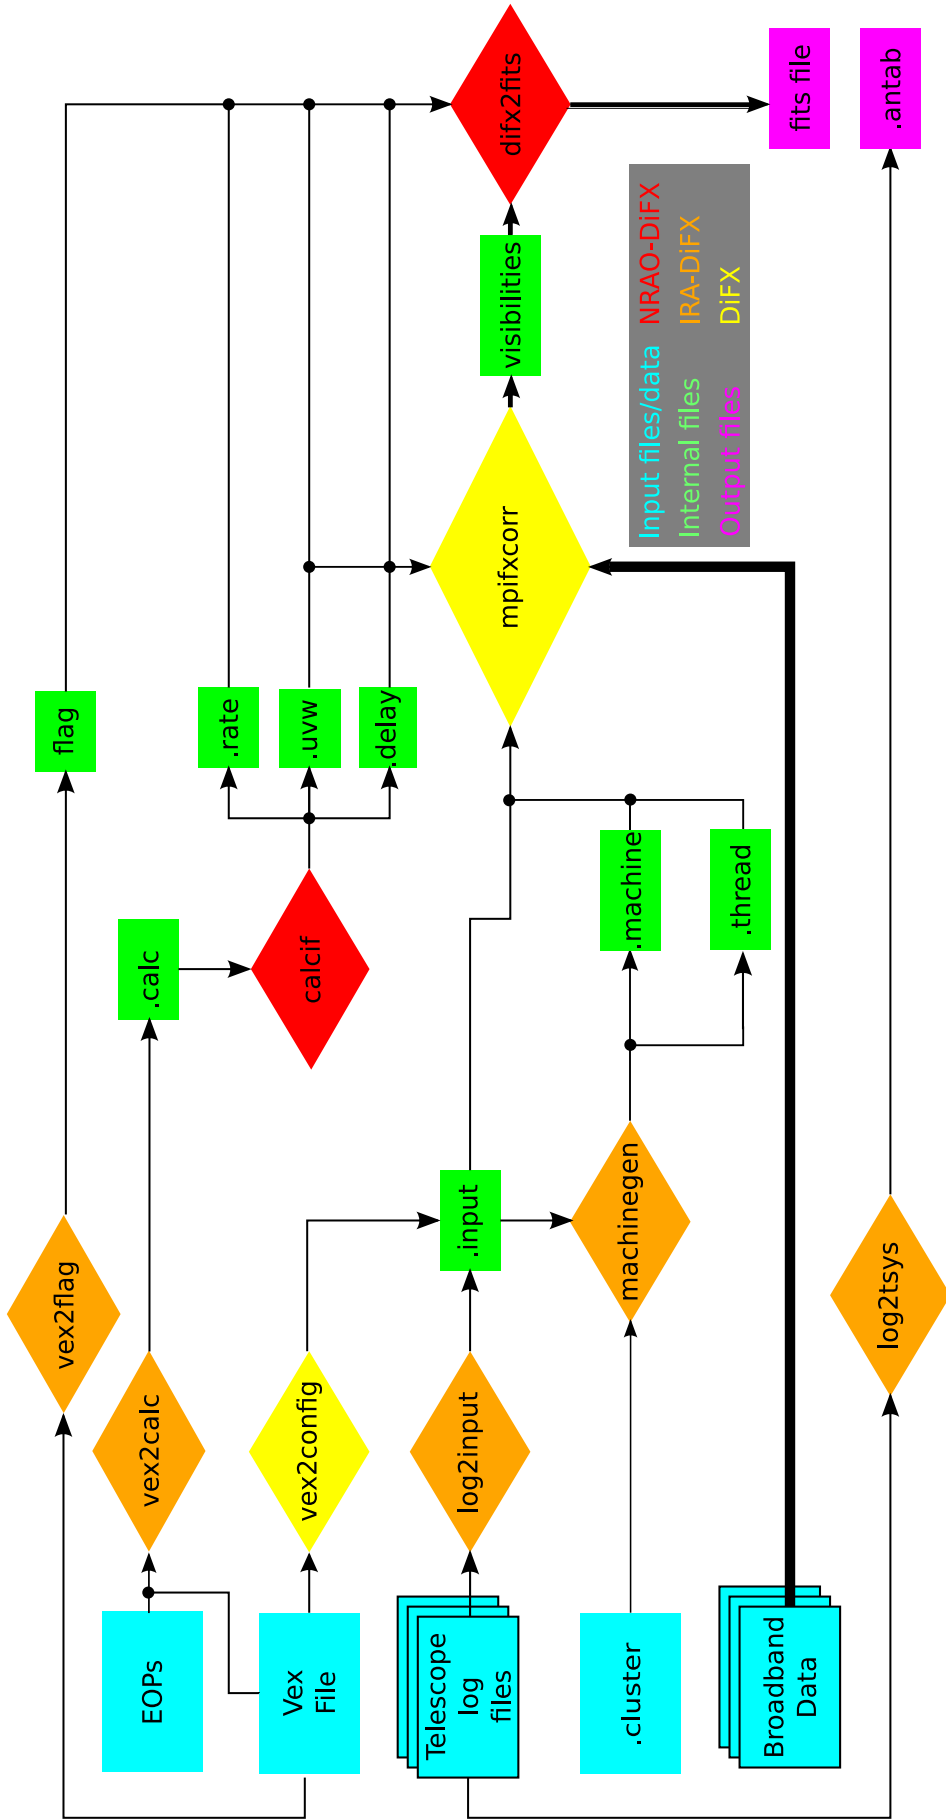 flag
vex2flag
EOPs
vex2calc
.calc
.rate
.uvw
.delay
calcif
Vex
File
vex2config
Telescope
log
files
log2input
.input
mpifxcorr
visibilities
difx2fits
.cluster
machinegen
.machine
.thread
Input files/data
NRAO-DiFX
Internal files
IRA-DiFX
Output files
DiFX
Broadband
Data
fits file
log2tsys
.antab